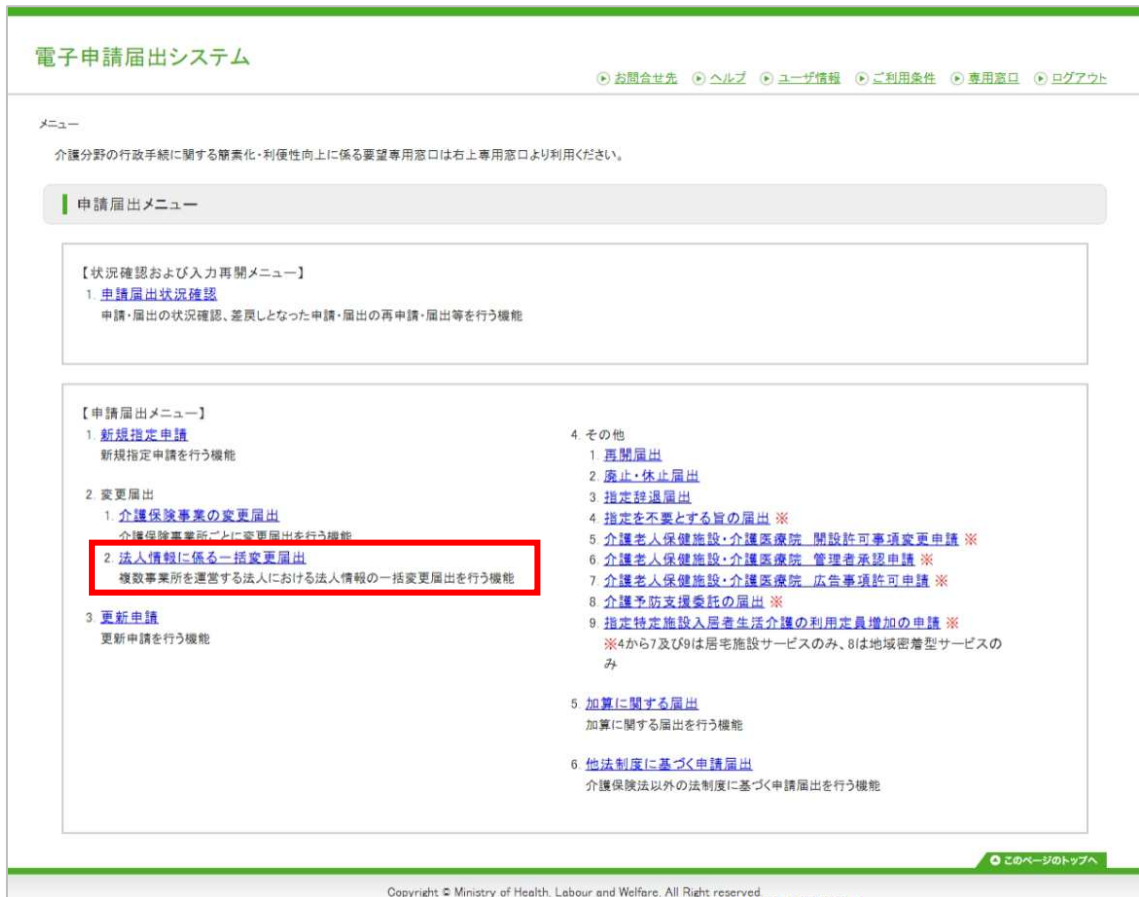 電子申請届出システム
お問合せ先 ヘルプ ユーザ情報 ご利用条件 専用窓口 ログアウト
メニュー
介護分野の行政手続に関する簡素化・利便性向上に係る要望専用窓口は右上専用窓口より利用ください。
申請届出メニュー
【状況確認および入力再開メニュー】
1. 申請届出状況確認
申請・届出の状況確認、差戻しとなった申請・届出の再申請・届出等を行う機能
【申請届出メニュー】
1. 新規指定申請
新規指定申請を行う機能
2. 変更届出
1. 介護保険事業の変更届出
介護保険事業所ごとに変更届出を行う機能
2. 法人情報に係る一括変更届出
複数事業所を運営する法人における法人情報の一括変更届出を行う機能
3. 更新申請
更新申請を行う機能
4. その他
1. 再開届出
2. 廃止・休止届出
3. 指定辞退届出
4. 指定を不要とする旨の届出 ※
5. 介護老人保健施設・介護医療院 開設許可事項変更申請 ※
6. 介護老人保健施設・介護医療院 管理者承認申請 ※
7. 介護老人保健施設・介護医療院 広告事項許可申請 ※
8. 介護予防支援委託の届出 ※
9. 指定特定施設入居者生活介護の利用定員増加の申請 ※
※4から7及び9は居宅施設サービスのみ、8は地域密着型サービスの
み
5. 加算に関する届出
加算に関する届出を行う機能
6. 他法制度に基づく申請届出
介護保険法以外の法制度に基づく申請届出を行う機能
このページのトップへ
Copyright © Ministry of Health, Labour and Welfare. All Right reserved.